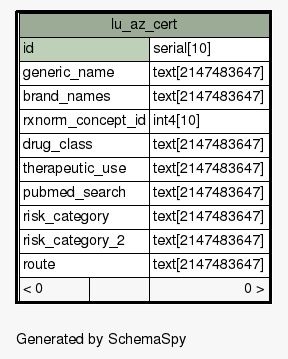 lu_az_cert
id serial[10]
generic_name text[2147483647]
brand_names text[2147483647]
rxnorm_concept_id int4[10]
drug_class text[2147483647]
therapeutic_use text[2147483647]
pubmed_search text[2147483647]
risk_category text[2147483647]
risk_category_2 text[2147483647]
route text[2147483647]
< 0 0 >
Generated by SchemaSpy